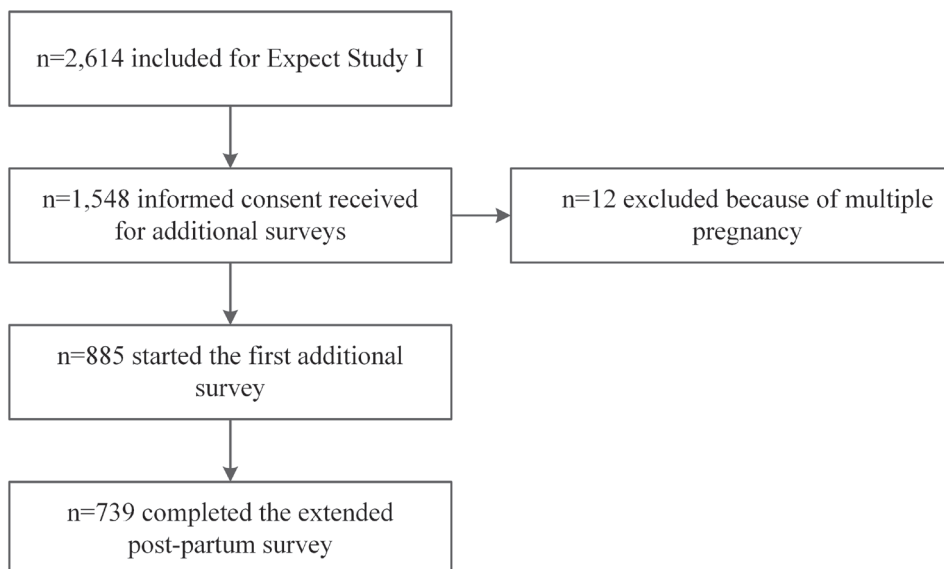 n=2,614 included for Expect Study I
n=1,548 informed consent received
for additional surveys
n=12 excluded because of multiple
pregnancy
n=885 started the first additional
survey
n=739 completed the extended
post-partum survey